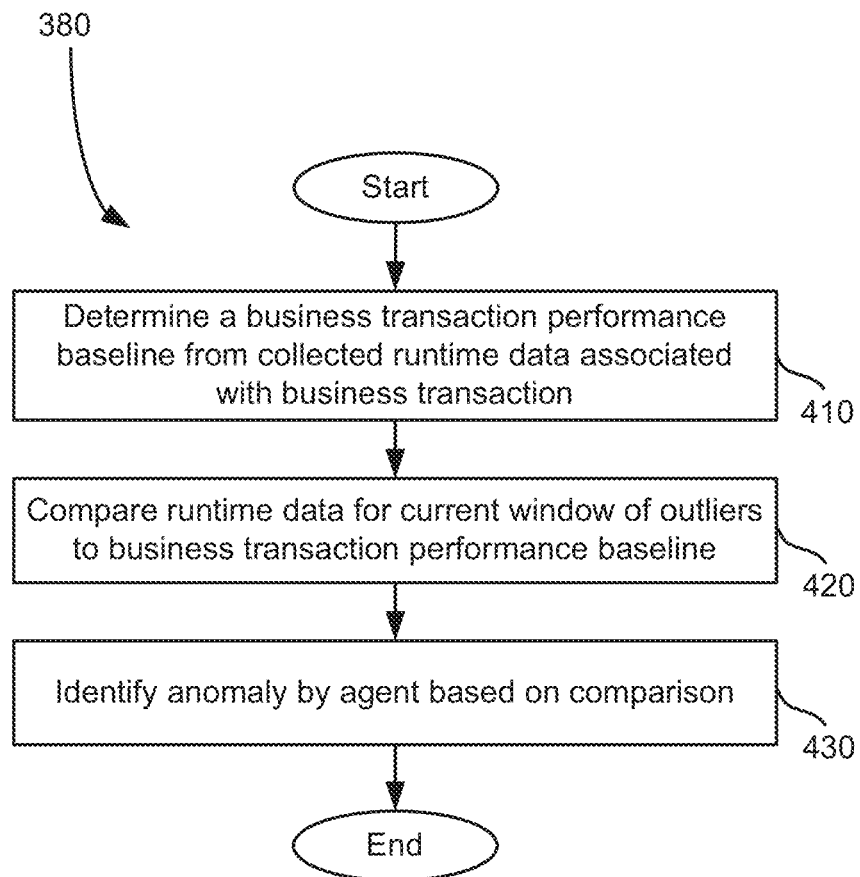 380
Start
Determine a business transaction performance
baseline from collected runtime data associated
with business transaction
410
Compare runtime data for current window of outliers
to business transaction performance baseline
420
Identify anomaly by agent based on comparison
430
End